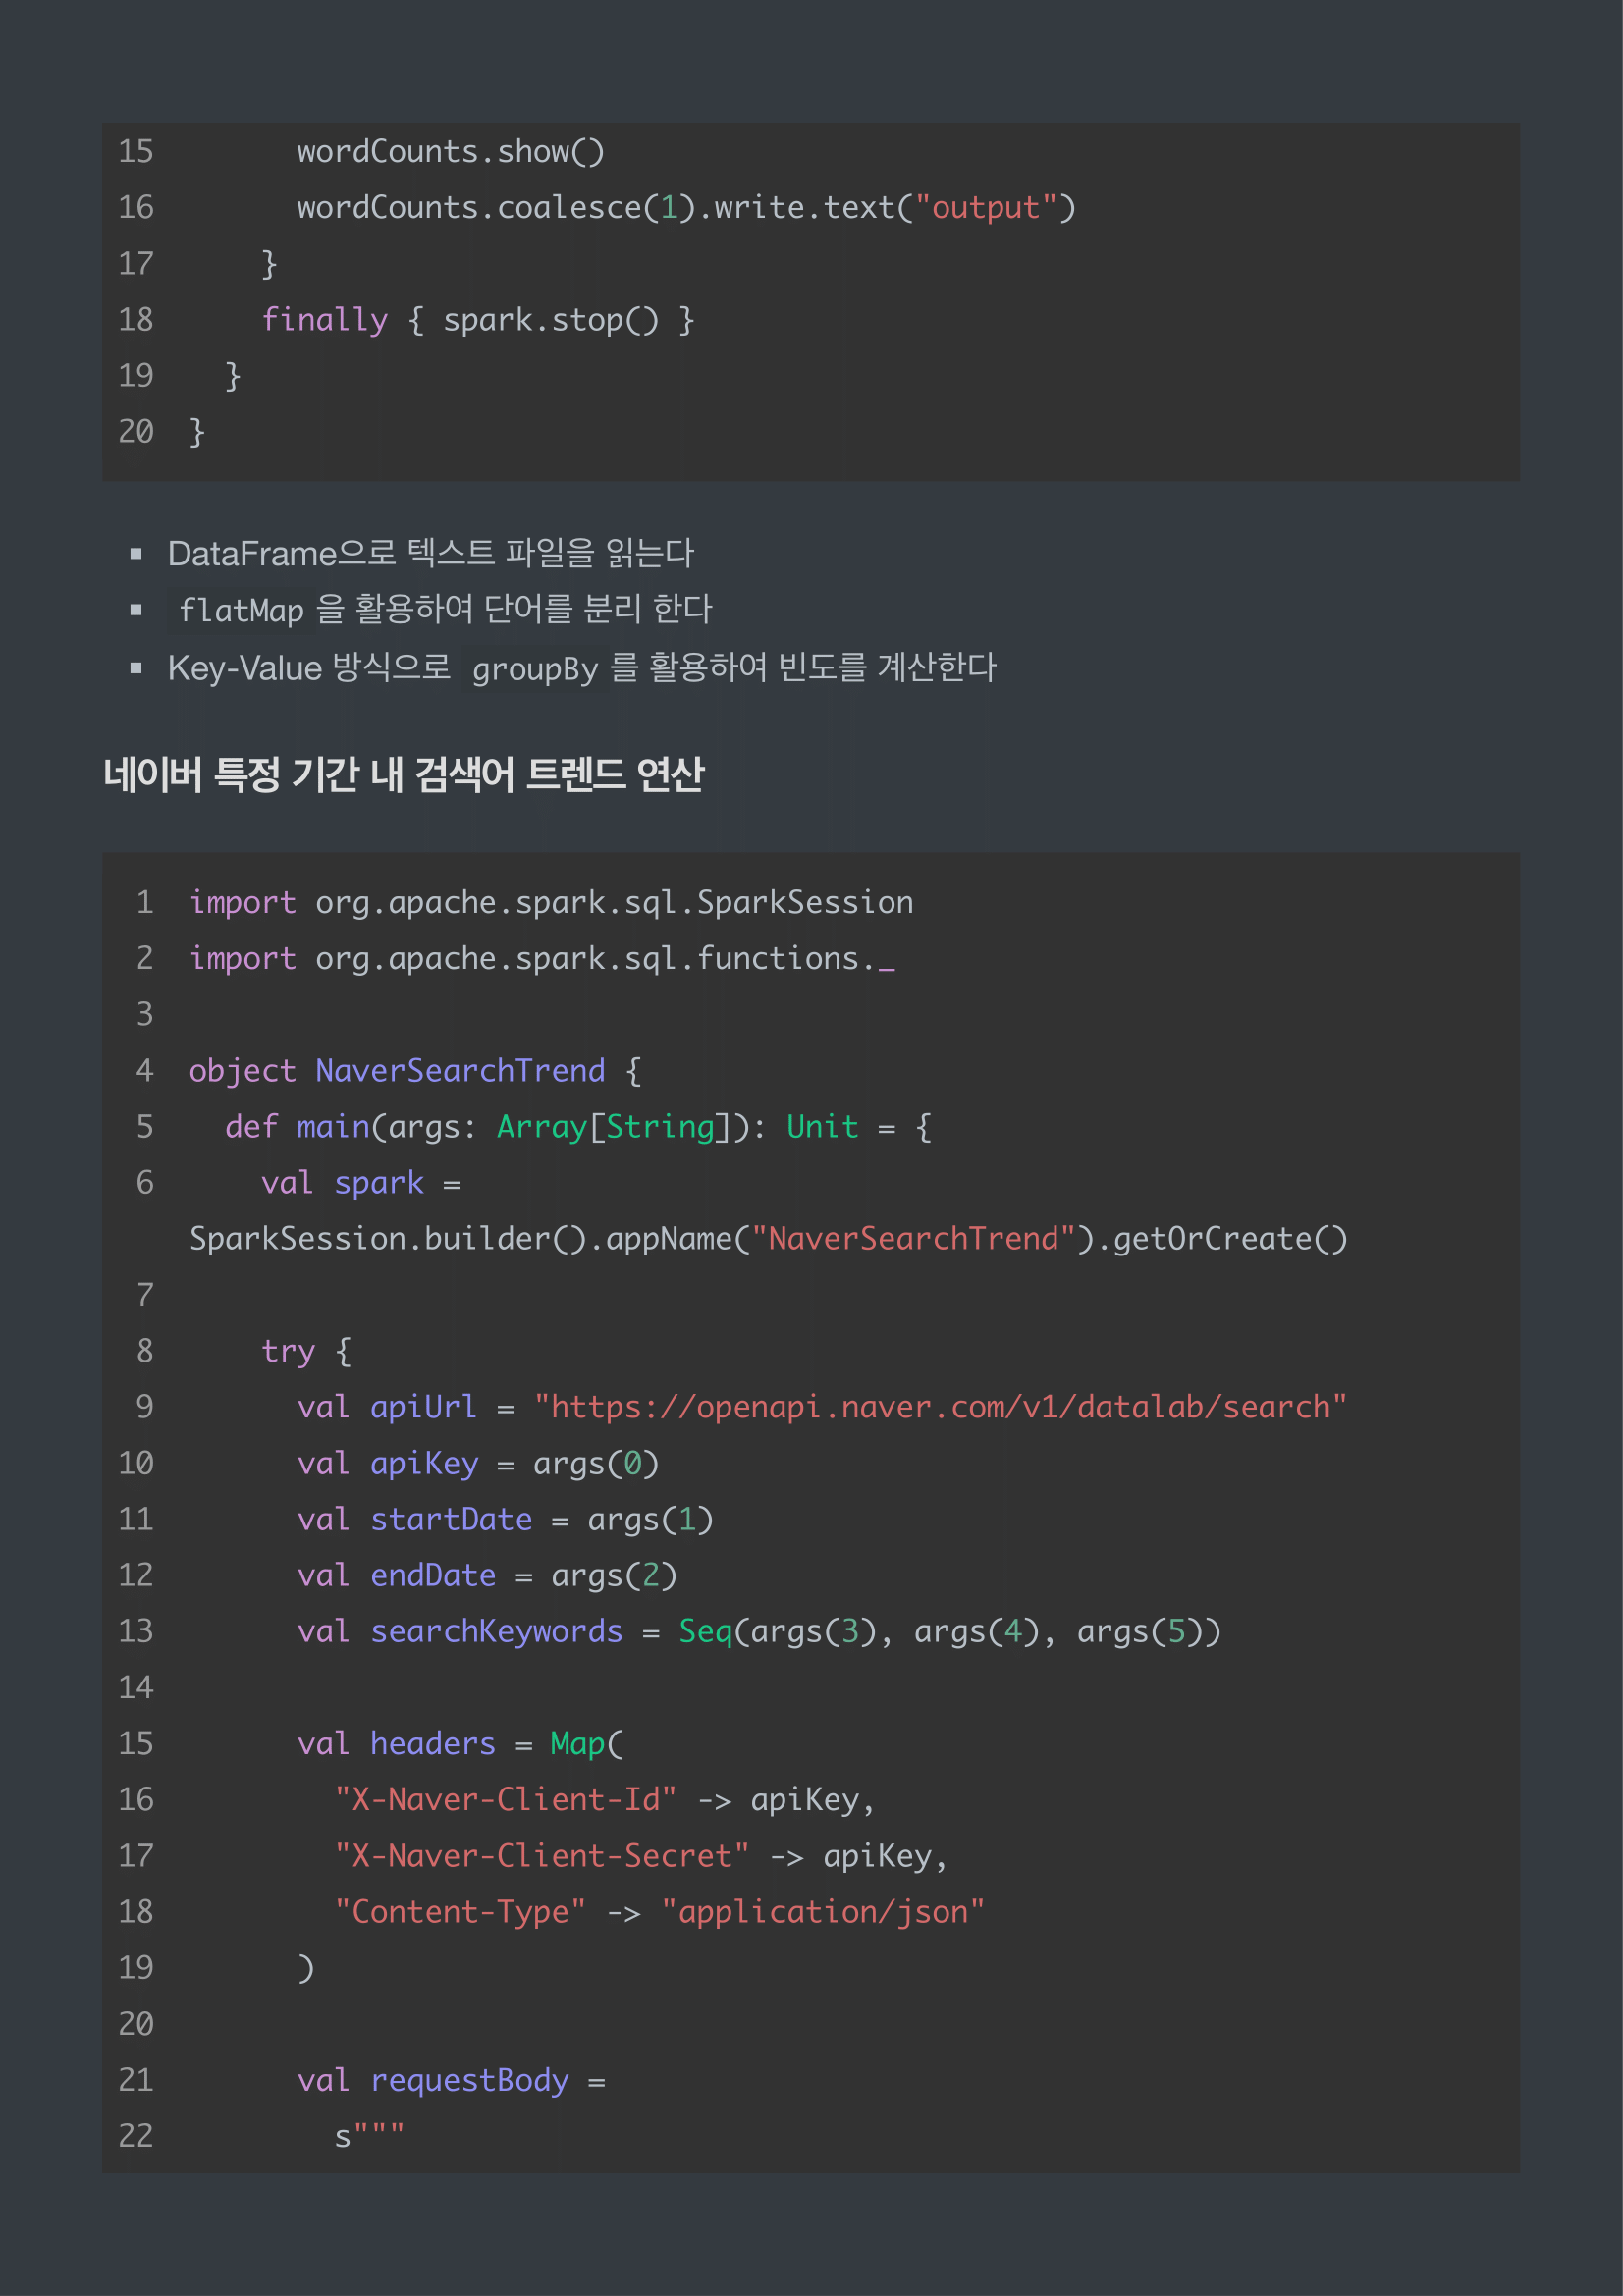 15 wordCounts.show()
16 wordCounts.coalesce(1).write.text("output")
17 }
18 finally { spark.stop() }
19 }
20 }
▪ DataFrame으로 텍스트 파일을 읽는다
▪ flatMap 을 활용하여 단어를 분리 한다
▪ Key-Value 방식으로 groupBy 를 활용하여 빈도를 계산한다
네이버 특정 기간 내 검색어 트렌드 연산
1 import org.apache.spark.sql.SparkSession
2 import org.apache.spark.sql.functions._
3
4 object NaverSearchTrend {
5 def main(args: Array[String]): Unit = {
6 val spark =
SparkSession.builder().appName("NaverSearchTrend").getOrCreate()
7
8 try {
9 val apiUrl = "https://openapi.naver.com/v1/datalab/search"
10 val apiKey = args(0)
11 val startDate = args(1)
12 val endDate = args(2)
13 val searchKeywords = Seq(args(3), args(4), args(5))
14
15 val headers = Map(
16 "X-Naver-Client-Id" -> apiKey,
17 "X-Naver-Client-Secret" -> apiKey,
18 "Content-Type" -> "application/json"
19 )
20
21 val requestBody =
22 s"""